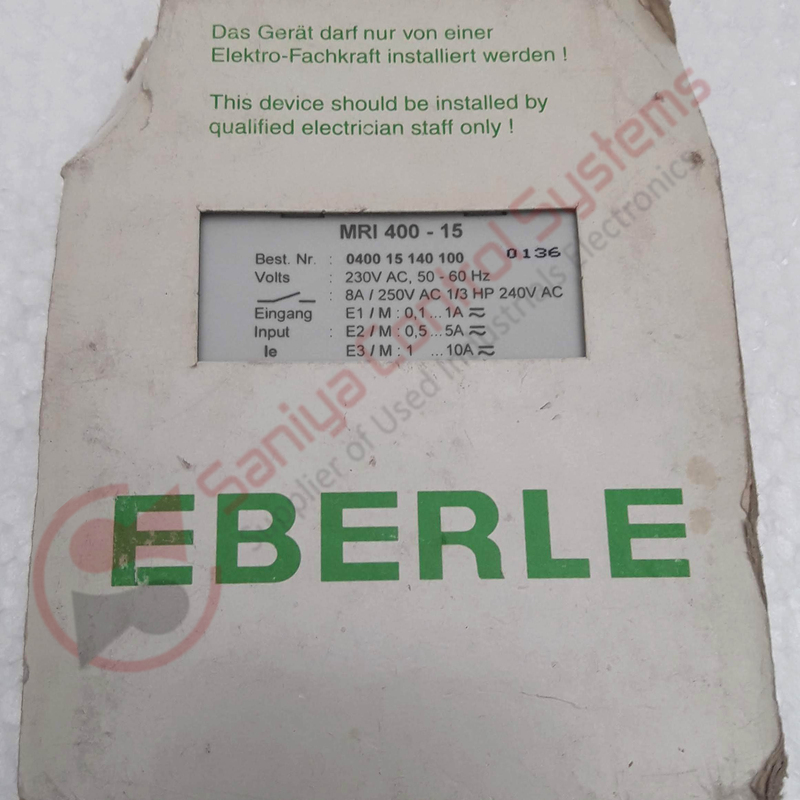 Das Gerät darf nur von einer
Elektro-Fachkraft installiert werden !
This device should be installed by
qualified electrician staff only !
MRI 400 - 15
Best. Nr. : 0400 15 140 100 0136
Volts : 230V AC, 50 - 60 Hz
: 8A / 250V AC 1/3 HP 240V AC
Eingang E1 / M : 0,1 ... 1A
Input : E2 / M : 0,5 ... 5A
Ie E3 / M : 1 ... 10A
EBERLE
Saniya Control Systems
Supplier of Used Industrials Electronics